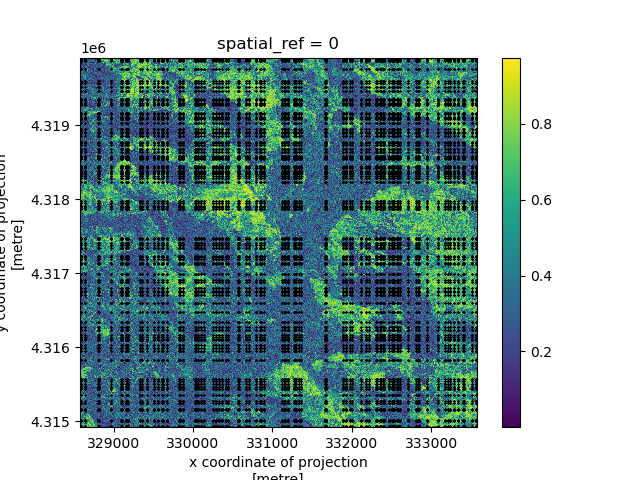 spatial_ref = 0
1e6
4.319
4.318
4.317
4.316
4.315
y coordinate of projection
[metre]
329000 330000 331000 332000 333000
x coordinate of projection
[metre]
0.8
0.6
0.4
0.2